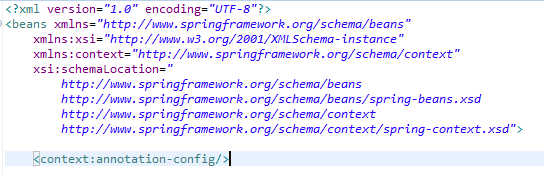 <?xml version="1.0" encoding="UTF-8"?>
<beans xmlns="http://www.springframework.org/schema/beans"
xmlns:xsi="http://www.w3.org/2001/XMLSchema-instance"
xmlns:context="http://www.springframework.org/schema/context"
xsi:schemaLocation="
http://www.springframework.org/schema/beans
http://www.springframework.org/schema/beans/spring-beans.xsd
http://www.springframework.org/schema/context
http://www.springframework.org/schema/context/spring-context.xsd">
<context:annotation-config/>